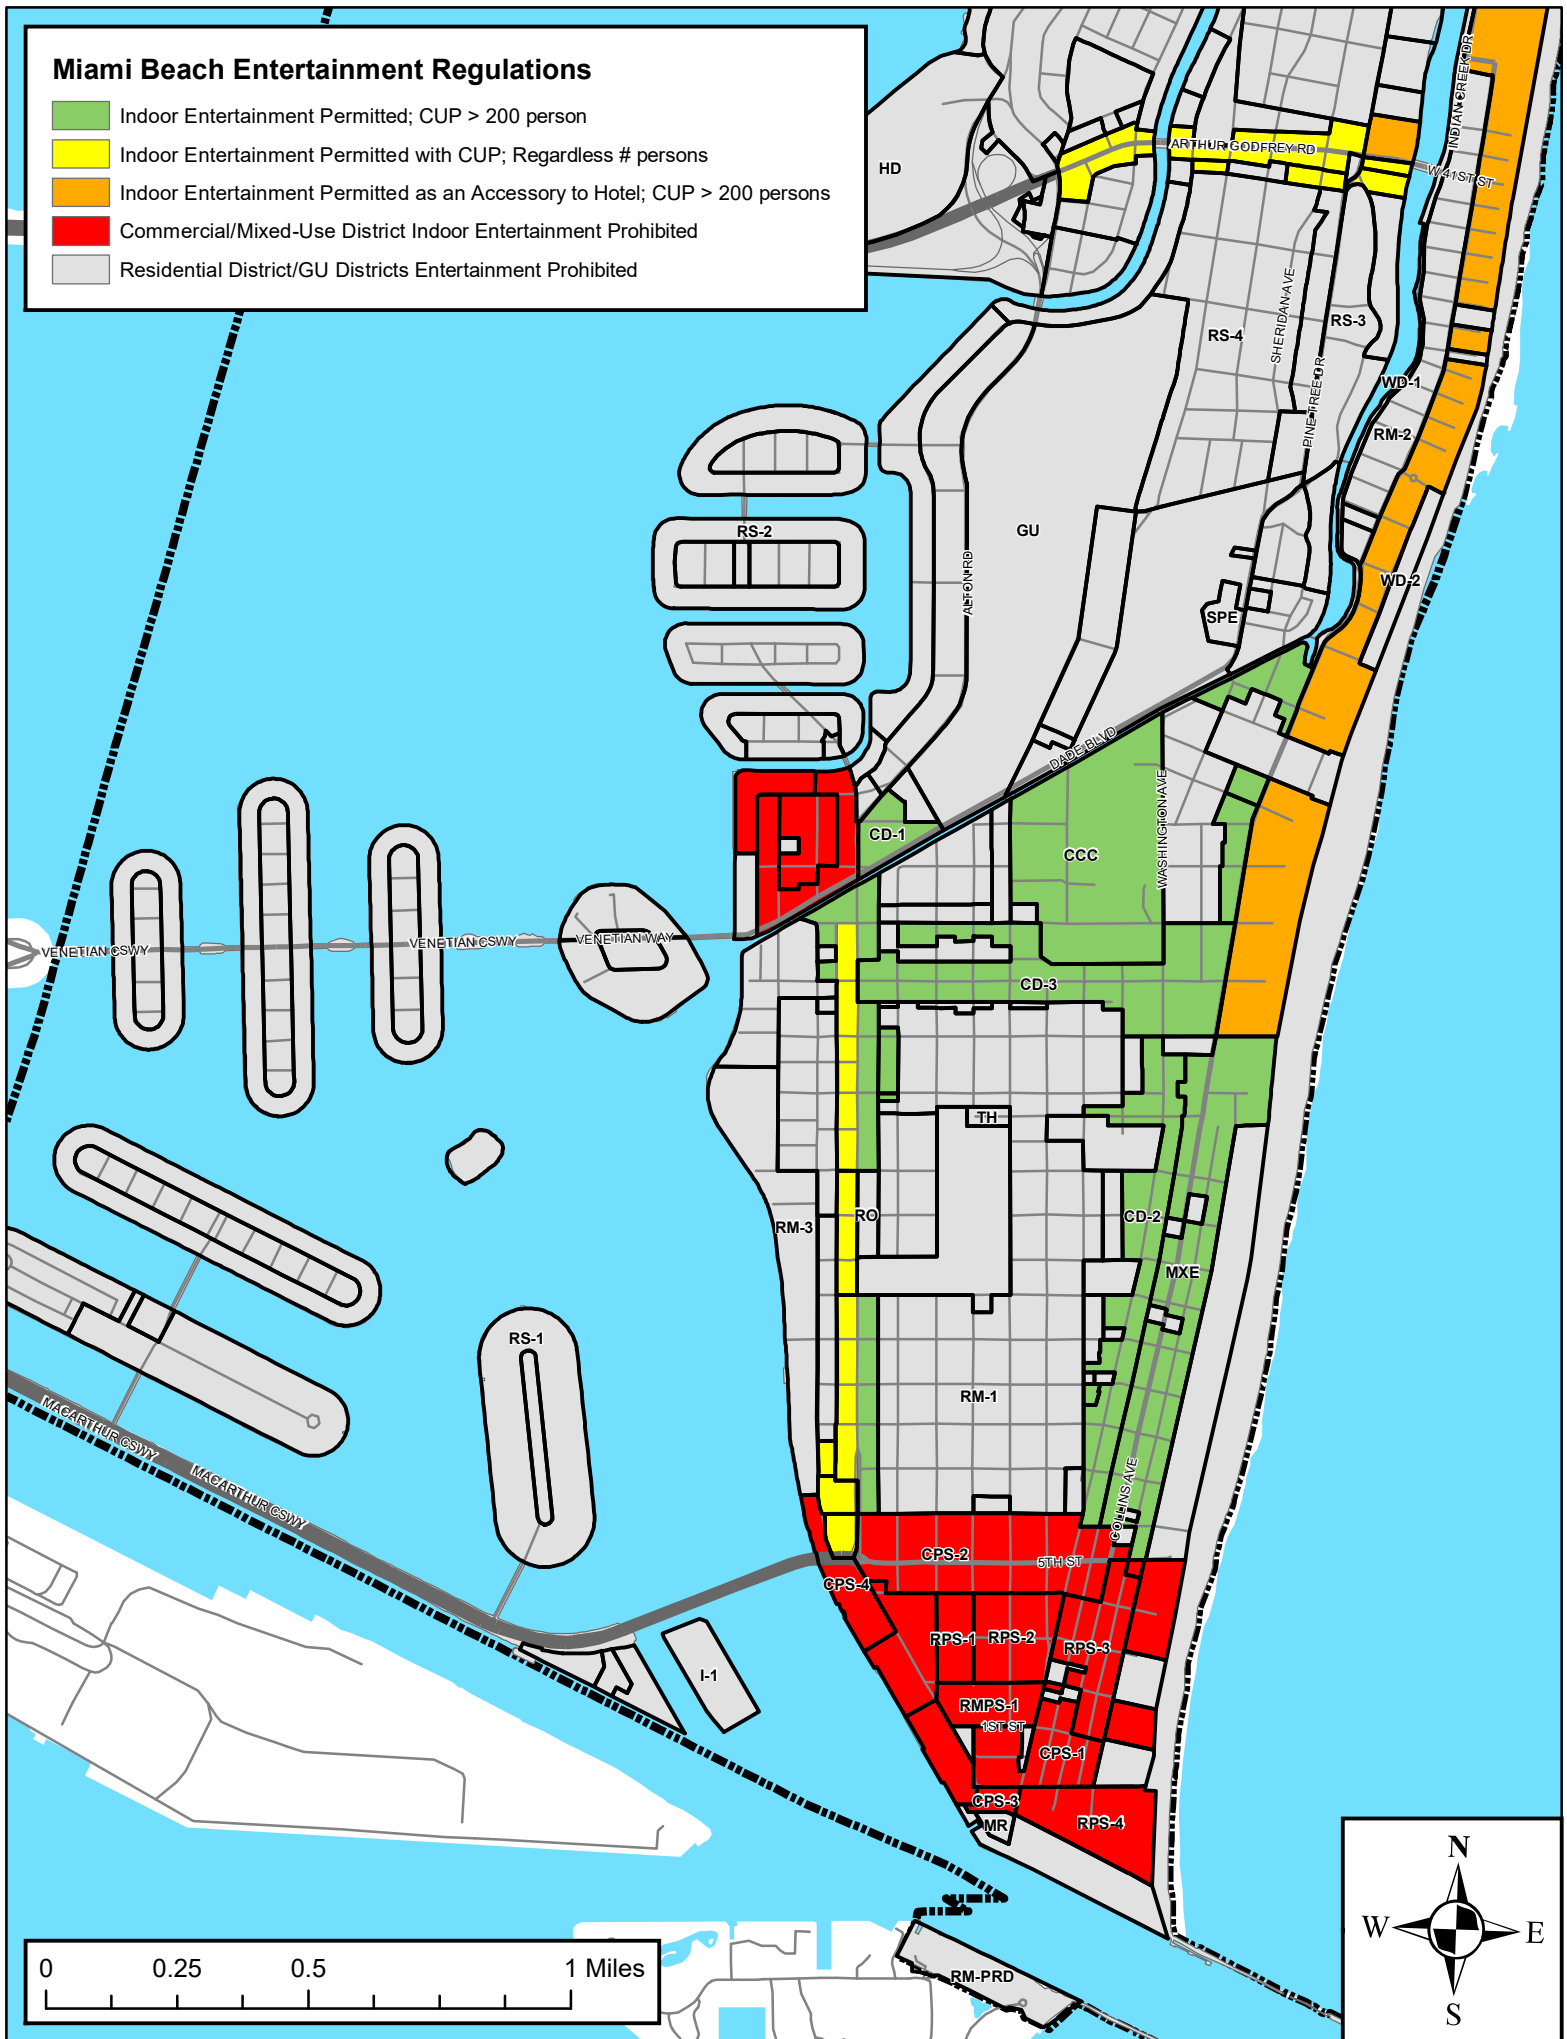 Miami Beach Entertainment Regulations
Indoor Entertainment Permitted; CUP > 200 person
Indoor Entertainment Permitted with CUP; Regardless # persons
Indoor Entertainment Permitted as an Accessory to Hotel; CUP > 200 persons
Commercial/Mixed-Use District Indoor Entertainment Prohibited
Residential District/GU Districts Entertainment Prohibited
INDIAN CREEK DR
ARTHUR GODFREY RD
HD
W 41ST ST
SHERIDAN AVE
RS-3
RS-4
PINE TREE DR
WD-1
RM-2
RS-2
GU
ALTON RD
WD-2
SPE
DADE BLVD
WASHINGTON AVE
CD-1
CCC
VENETIAN CSWY
VENETIAN CSWY
VENETIAN WAY
CD-3
TH
RO
CD-2
RM-3
MXE
RS-1
RM-1
MACARTHUR CSWY
MACARTHUR CSWY
COLLINS AVE
CPS-2
5TH ST
CPS-4
RPS-1
RPS-2
RPS-3
I-1
RMPS-1
1ST ST
CPS-1
CPS-3
MR
RPS-4
N
W
E
S
0 0.25 0.5 1 Miles
RM-PRD